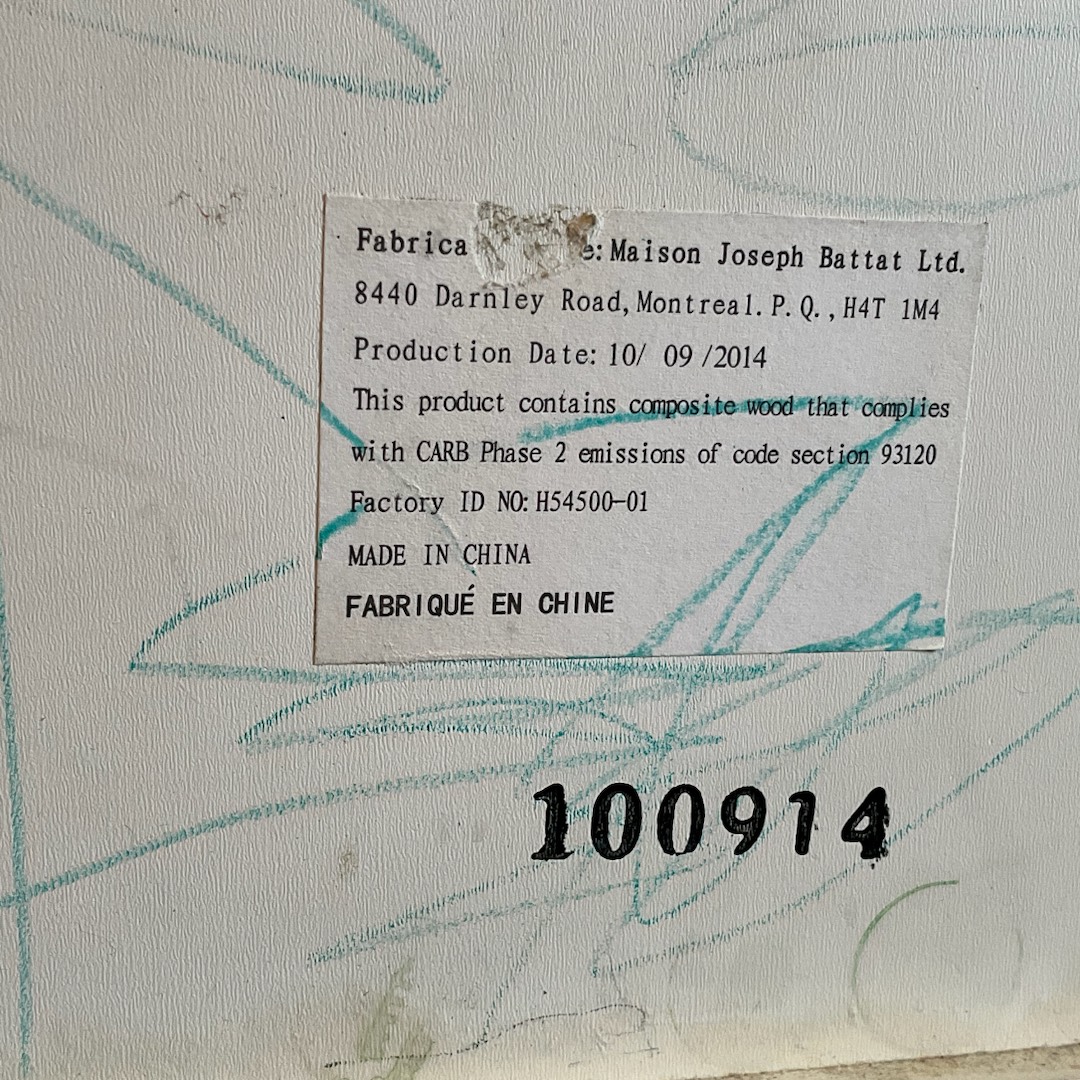 Fabrica e: Maison Joseph Battat Ltd.
8440 Darnley Road, Montreal. P. Q. , H4T 1M4
Production Date: 10/ 09 /2014
This product contains composite wood that complies
with CARB Phase 2 emissions of code section 93120
Factory ID NO: H54500-01
MADE IN CHINA
FABRIQUÉ EN CHINE
100914